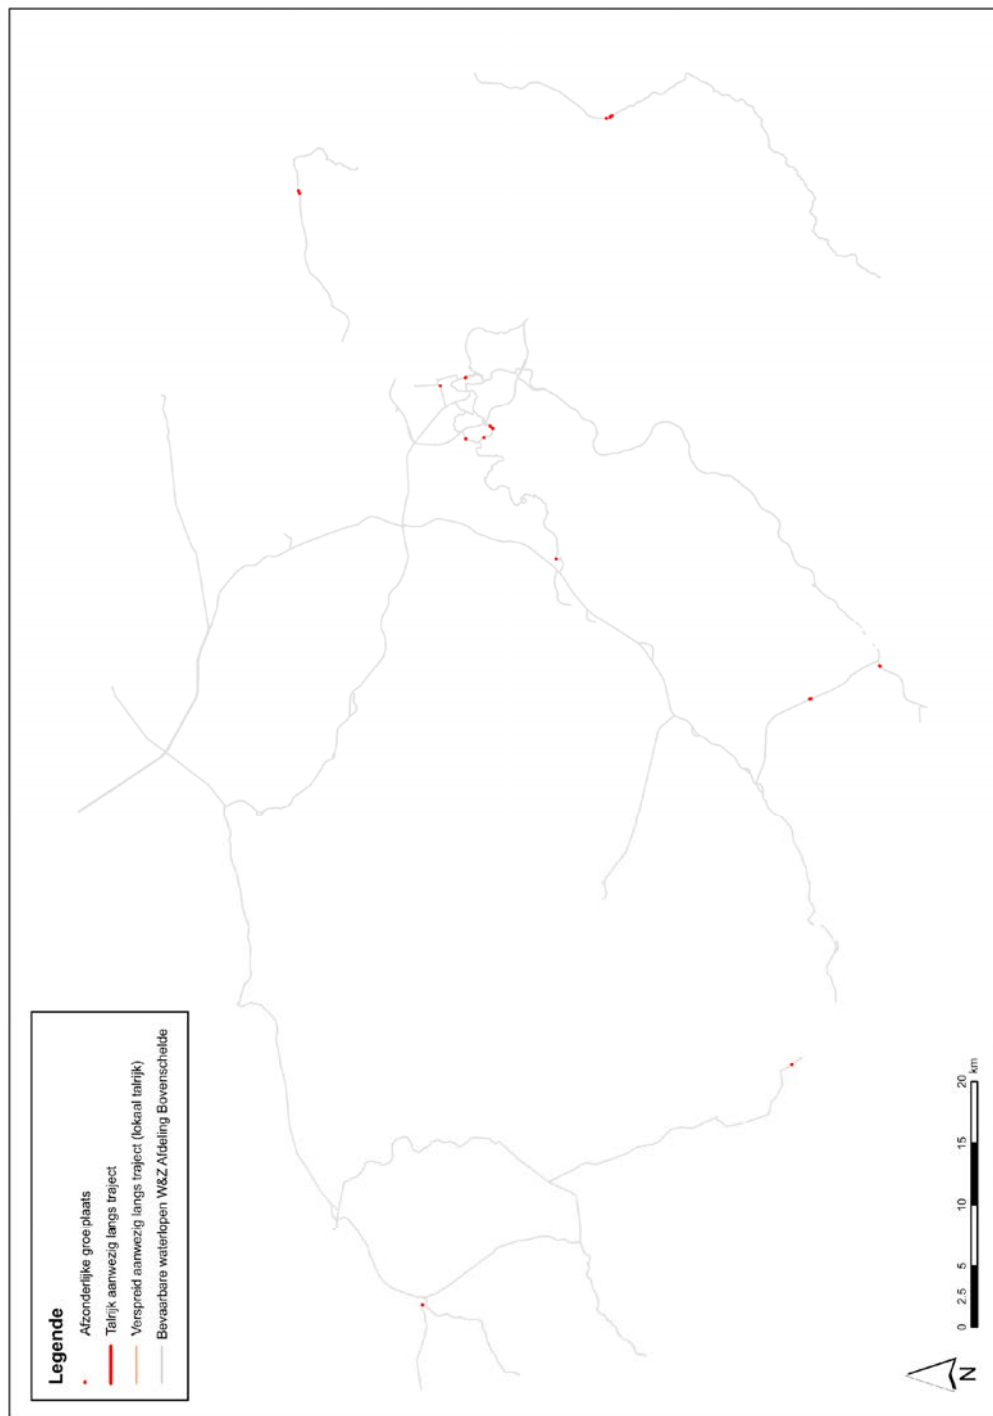 Legende
Afzonderlijke groeiplaats
Talrijk aanwezig langs traject
Verspreid aanwezig langs traject (lokaal talrijk)
Bevaarbare waterlopen W&Z Afdeling Bovenschelde
0 2.5 5 10 15 20
km
N